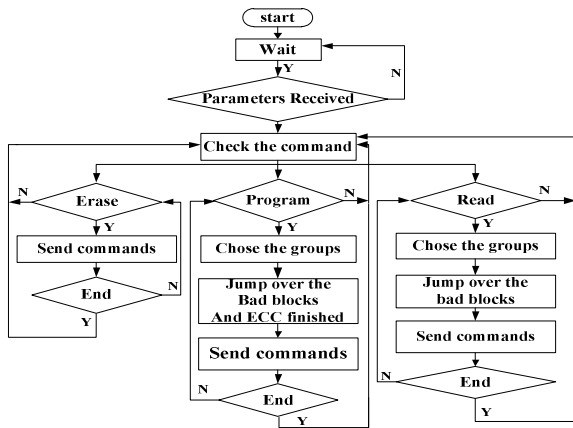 start
Wait
Y
N
Parameters Received
Check the command
N
Erase
Y
Send commands
End
N
Y
Program
N
Y
Chose the groups
Jump over the
Bad blocks
And ECC finished
Send commands
N
End
Y
Read
N
Y
Chose the groups
Jump over the
bad blocks
Send commands
N
End
Y